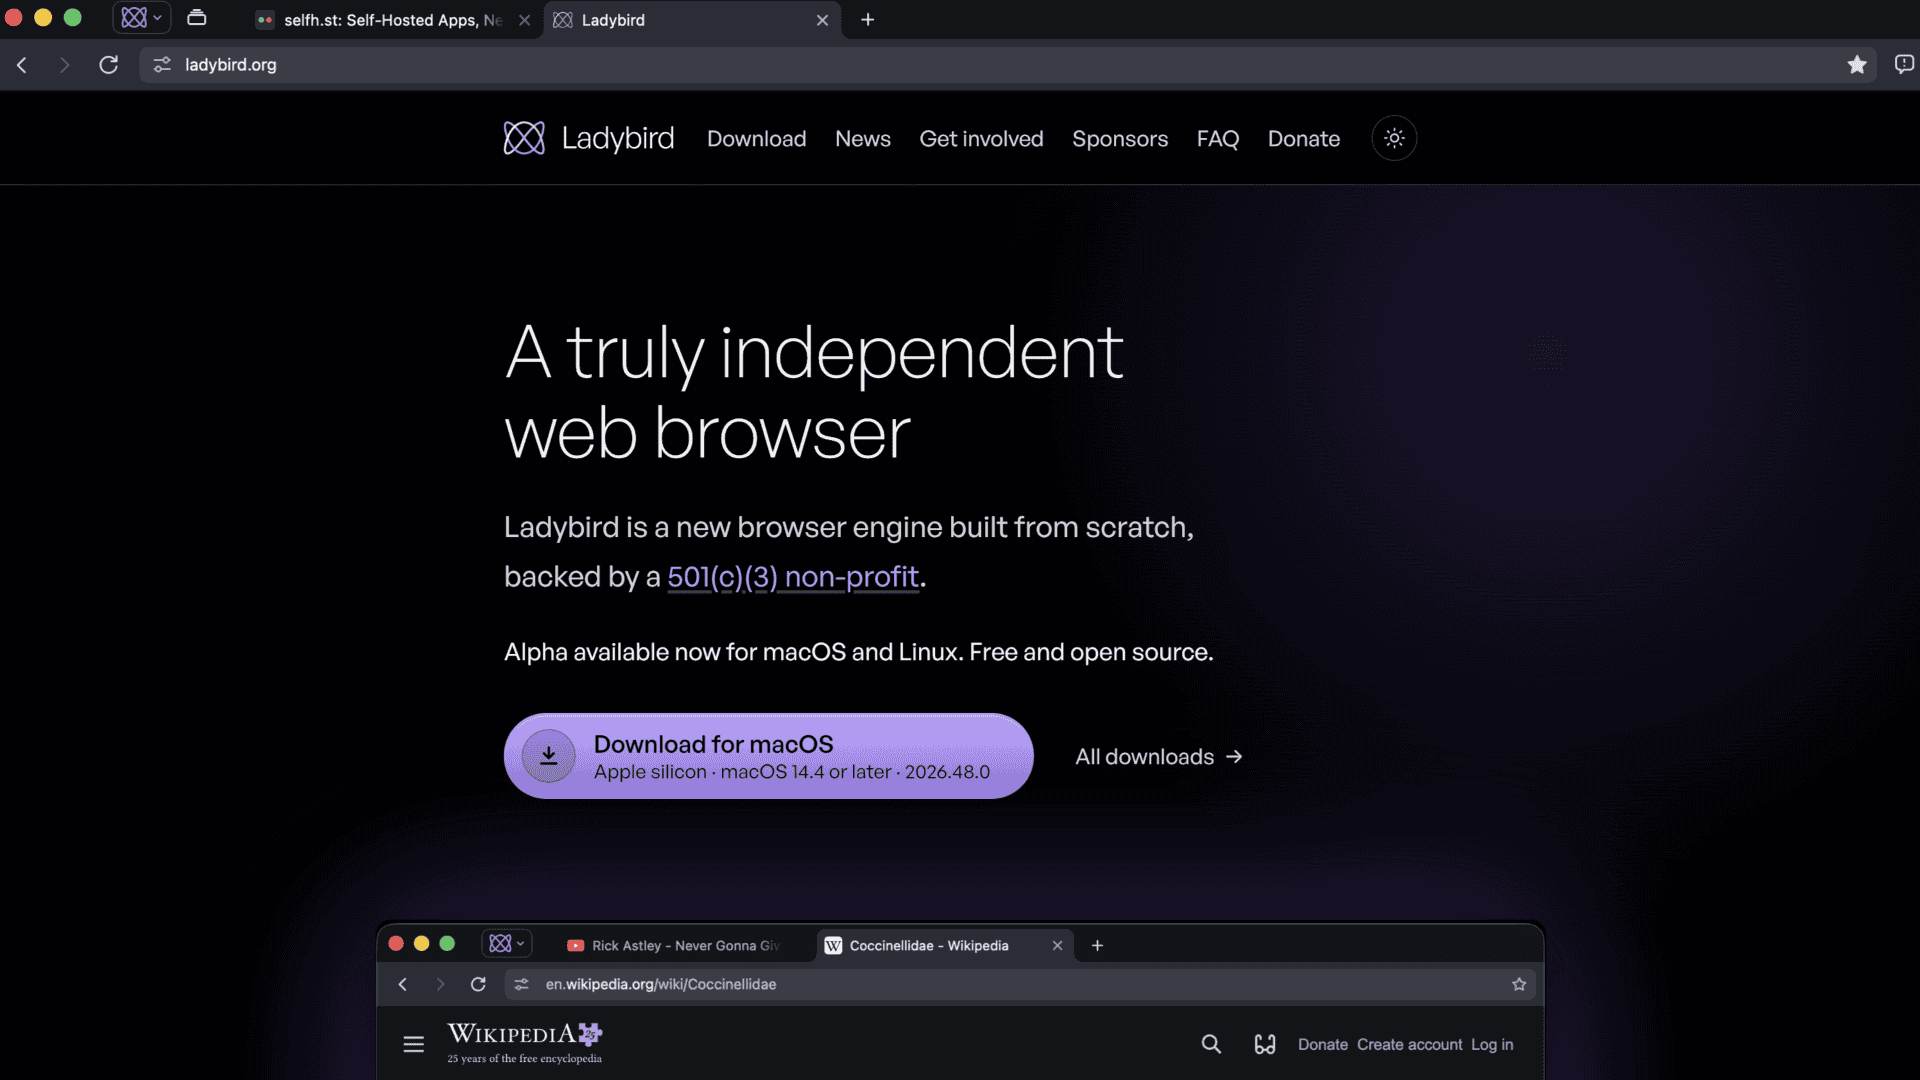 selfh.st: Self-Hosted Apps, Ne
Ladybird
ladybird.org
Ladybird
Download
News
Get involved
Sponsors
FAQ
Donate
A truly independent
web browser
Ladybird is a new browser engine built from scratch,
backed by a 501(c)(3) non-profit.
Alpha available now for macOS and Linux. Free and open source.
Download for macOS
Apple silicon · macOS 14.4 or later · 2026.48.0
All downloads →
Rick Astley - Never Gonna Giv
Coccinellidae - Wikipedia
en.wikipedia.org/wiki/Coccinellidae
WIKIPEDIA 25
25 years of the free encyclopedia
Donate
Create account
Log in